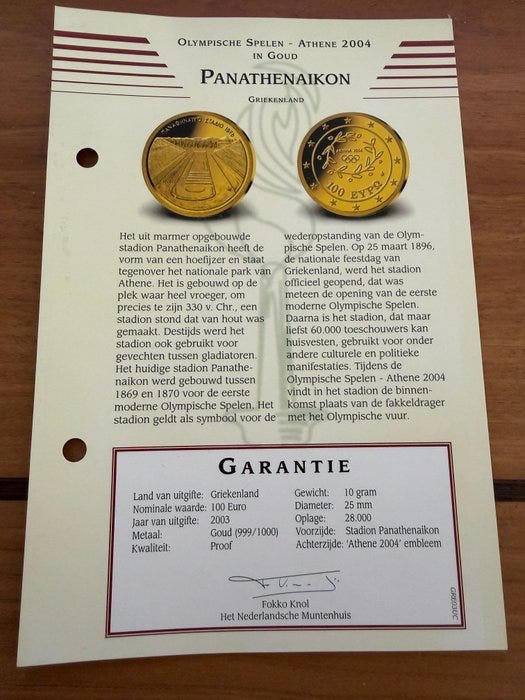 OLYMPISCHE SPELEN - ATHENE 2004
IN GOUD
PANATHENAIKON
GRIEKENLAND
ΠΑΝΑΘΗΝΑΪΚΟ ΣΤΑΔΙΟ 1896
ATHENS 2004
100 ΕΥΡΩ
Het uit marmer opgebouwde
stadion Panathenaikon heeft de
vorm van een hoefijzer en staat
tegenover het nationale park van
Athene. Het is gebouwd op de
plek waar heel vroeger, om
precies te zijn 330 v. Chr., een
stadion stond dat van hout was
gemaakt. Destijds werd het
stadion ook gebruikt voor
gevechten tussen gladiatoren.
Het huidige stadion Panathe-
naikon werd gebouwd tussen
1869 en 1870 voor de eerste
moderne Olympische Spelen. Het
stadion geldt als symbool voor de
wederopstanding van de Olym-
pische Spelen. Op 25 maart 1896,
de nationale feestdag van
Griekenland, werd het stadion
officieel geopend, dat was
meteen de opening van de eerste
moderne Olympische Spelen.
Daarna is het stadion, dat maar
liefst 60.000 toeschouwers kan
huisvesten, gebruikt voor onder
andere culturele en politieke
manifestaties. Tijdens de
Olympische Spelen - Athene 2004
vindt in het stadion de binnen-
komst plaats van de fakkeldrager
met het Olympische vuur.
GARANTIE
Land van uitgifte: Griekenland
Nominale waarde: 100 Euro
Jaar van uitgifte: 2003
Metaal: Goud (999/1000)
Kwaliteit: Proof
Gewicht: 10 gram
Diameter: 25 mm
Oplage: 28.000
Voorzijde: Stadion Panathenaikon
Achterzijde: 'Athene 2004' embleem
Fokko Knol
Het Nederlandsche Muntenhuis